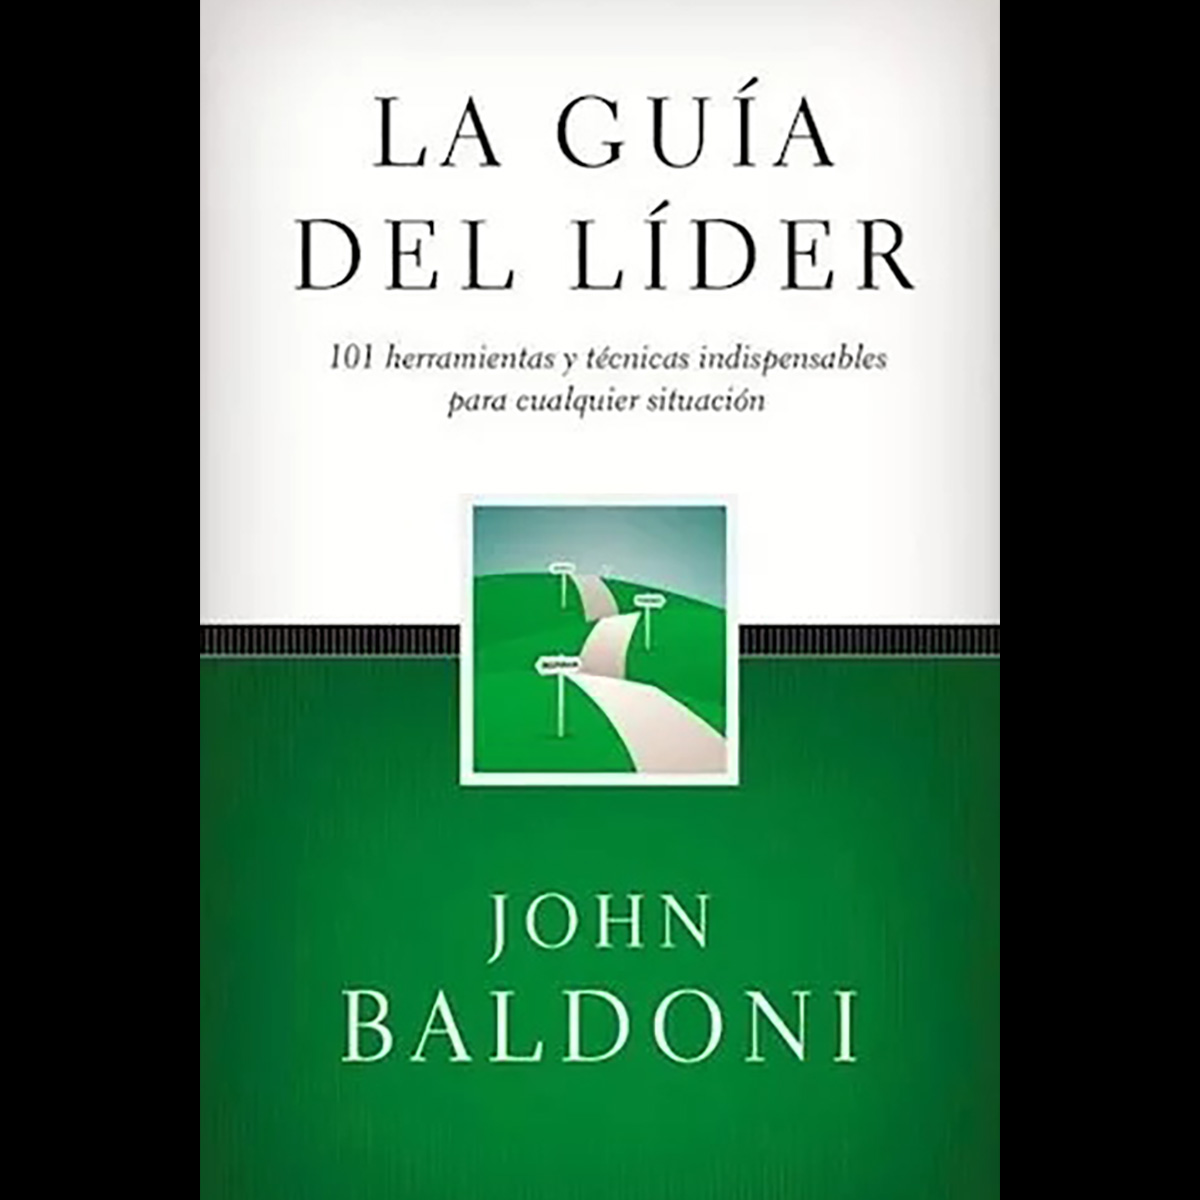 LA GUÍA
DEL LÍDER
101 herramientas y técnicas indispensables
para cualquier situación
JOHN
BALDONI